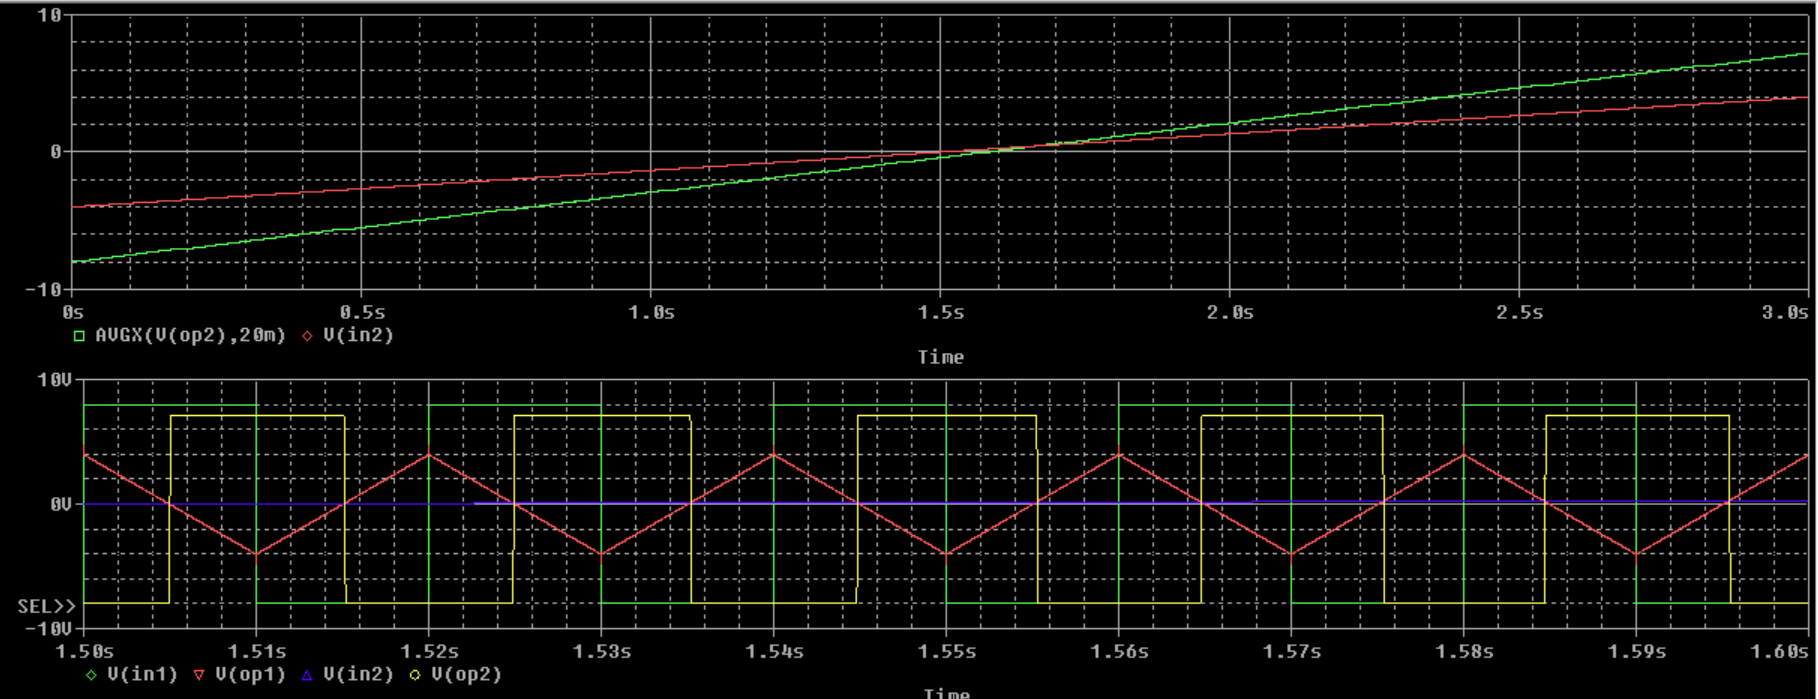 10
0
-10
0s 0.5s 1.0s 1.5s 2.0s 2.5s 3.0s
AVGX(V(op2),20m) V(in2)
Time
10V
0V
SEL>>
-10V
1.50s 1.51s 1.52s 1.53s 1.54s 1.55s 1.56s 1.57s 1.58s 1.59s 1.60s
V(in1) V(op1) V(in2) V(op2)
Time